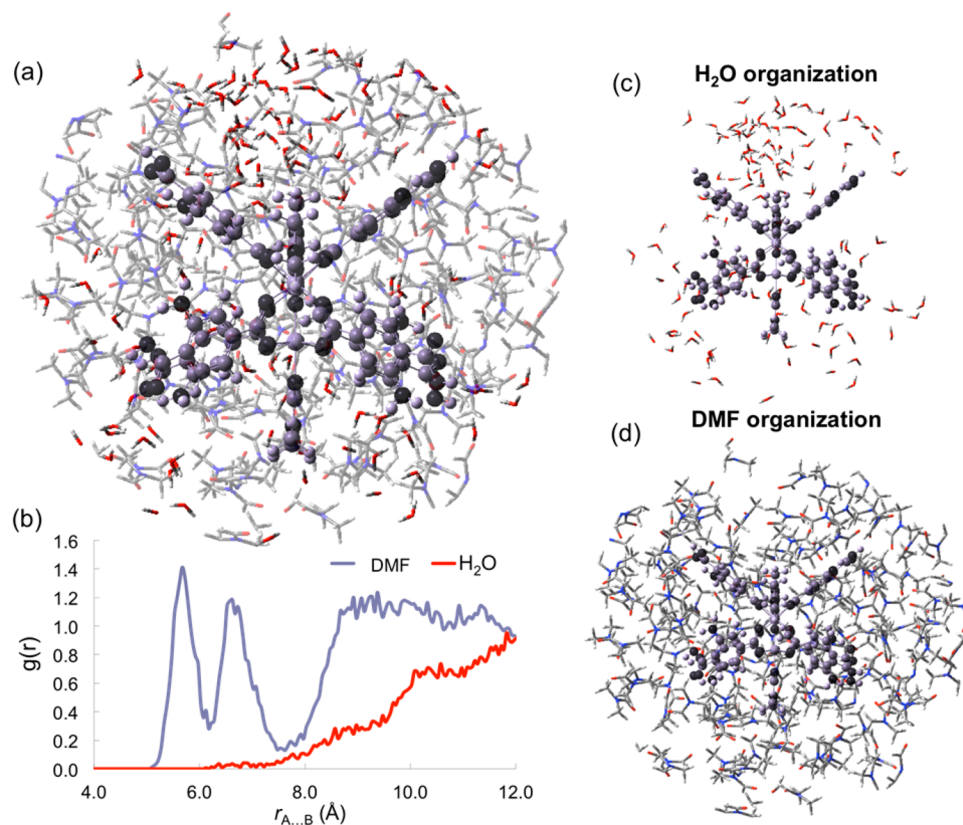 (a)
(c)
H₂O organization
(d)
DMF organization
(b)
1.6
1.4
1.2
1.0
0.8
0.6
0.4
0.2
0.0
g(r)
DMF
H₂O
4.0 6.0 8.0 10.0 12.0
r_A...B (Å)